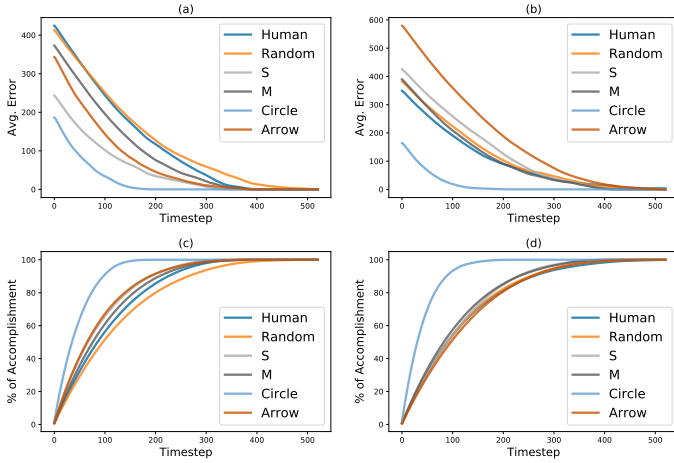 (a)
Avg. Error
400
300
200
100
0
0 100 200 300 400 500
Timestep
Human
Random
S
M
Circle
Arrow
(b)
Avg. Error
600
500
400
300
200
100
0
0 100 200 300 400 500
Timestep
Human
Random
S
M
Circle
Arrow
(c)
% of Accomplishment
100
80
60
40
20
0
0 100 200 300 400 500
Timestep
Human
Random
S
M
Circle
Arrow
(d)
% of Accomplishment
100
80
60
40
20
0
0 100 200 300 400 500
Timestep
Human
Random
S
M
Circle
Arrow